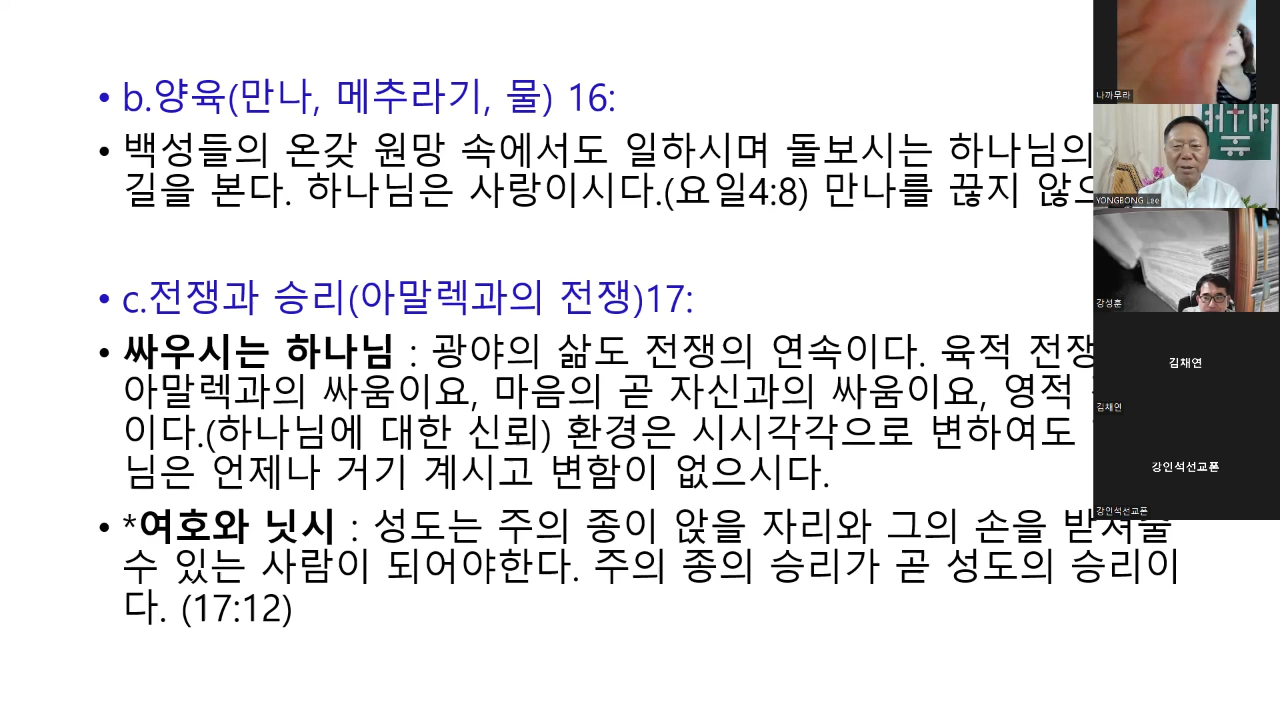 • b.양육(만나, 메추라기, 물) 16:
• 백성들의 온갖 원망 속에서도 일하시며 돌보시는 하나님의
길을 본다. 하나님은 사랑이시다.(요일4:8) 만나를 끊지 않으
• c.전쟁과 승리(아말렉과의 전쟁)17:
• 싸우시는 하나님 : 광야의 삶도 전쟁의 연속이다. 육적 전쟁
아말렉과의 싸움이요, 마음의 곧 자신과의 싸움이요, 영적
이다.(하나님에 대한 신뢰) 환경은 시시각각으로 변하여도
님은 언제나 거기 계시고 변함이 없으시다.
• *여호와 닛시 : 성도는 주의 종이 앉을 자리와 그의 손을 받쳐줄
수 있는 사람이 되어야한다. 주의 종의 승리가 곧 성도의 승리이
다. (17:12)
나까무라
YONGBONG Lee
강성훈
김채연
김채연
강인석선교폰
강인석선교폰